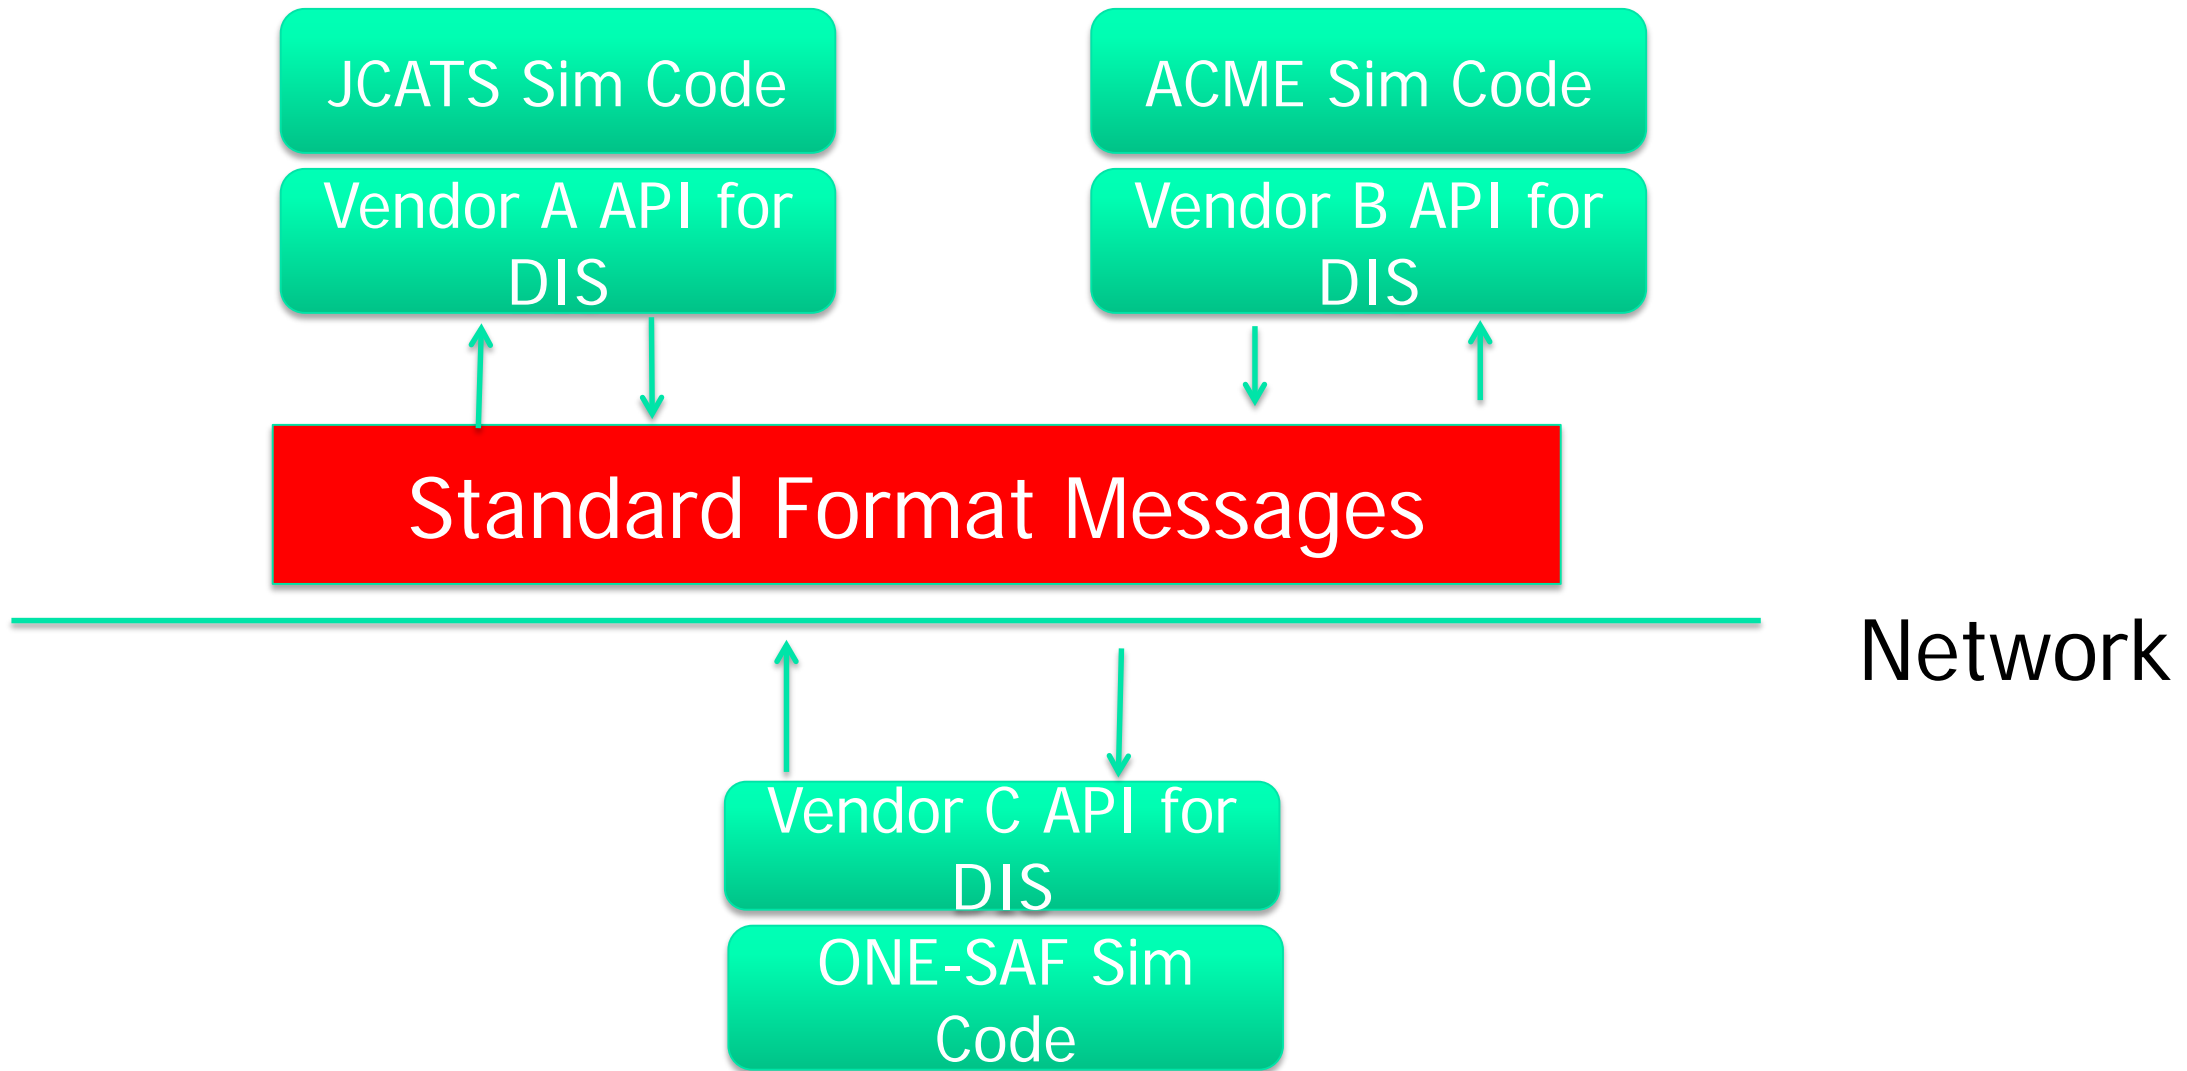 JCATS Sim Code
ACME Sim Code
Vendor A API for
DIS
Vendor B API for
DIS
Standard Format Messages
Network
Vendor C API for
DIS
ONE-SAF Sim
Code